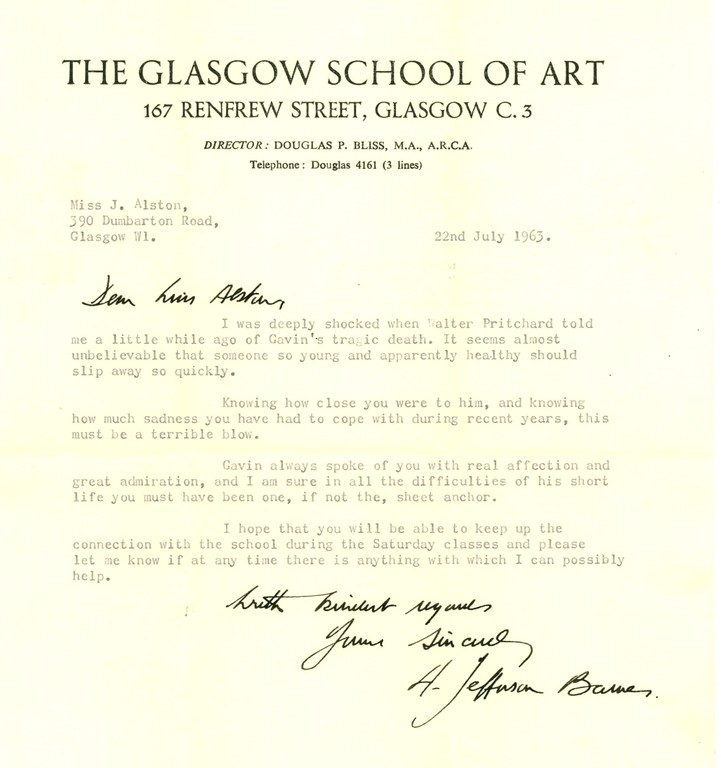 THE GLASGOW SCHOOL OF ART
167 RENFREW STREET, GLASGOW C. 3
DIRECTOR: DOUGLAS P. BLISS, M.A., A.R.C.A.
Telephone: Douglas 4161 (3 lines)
Miss J. Alston,
390 Dumbarton Road,
Glasgow W1. 22nd July 1963.
Dear Miss Alston,
I was deeply shocked when Walter Pritchard told
me a little while ago of Gavin's tragic death. It seems almost
unbelievable that someone so young and apparently healthy should
slip away so quickly.
Knowing how close you were to him, and knowing
how much sadness you have had to cope with during recent years, this
must be a terrible blow.
Gavin always spoke of you with real affection and
great admiration, and I am sure in all the difficulties of his short
life you must have been one, if not the, sheet anchor.
I hope that you will be able to keep up the
connection with the school during the Saturday classes and please
let me know if at any time there is anything with which I can possibly
help.
With kindest regards
Yours sincerely
H. Jefferson Barnes.